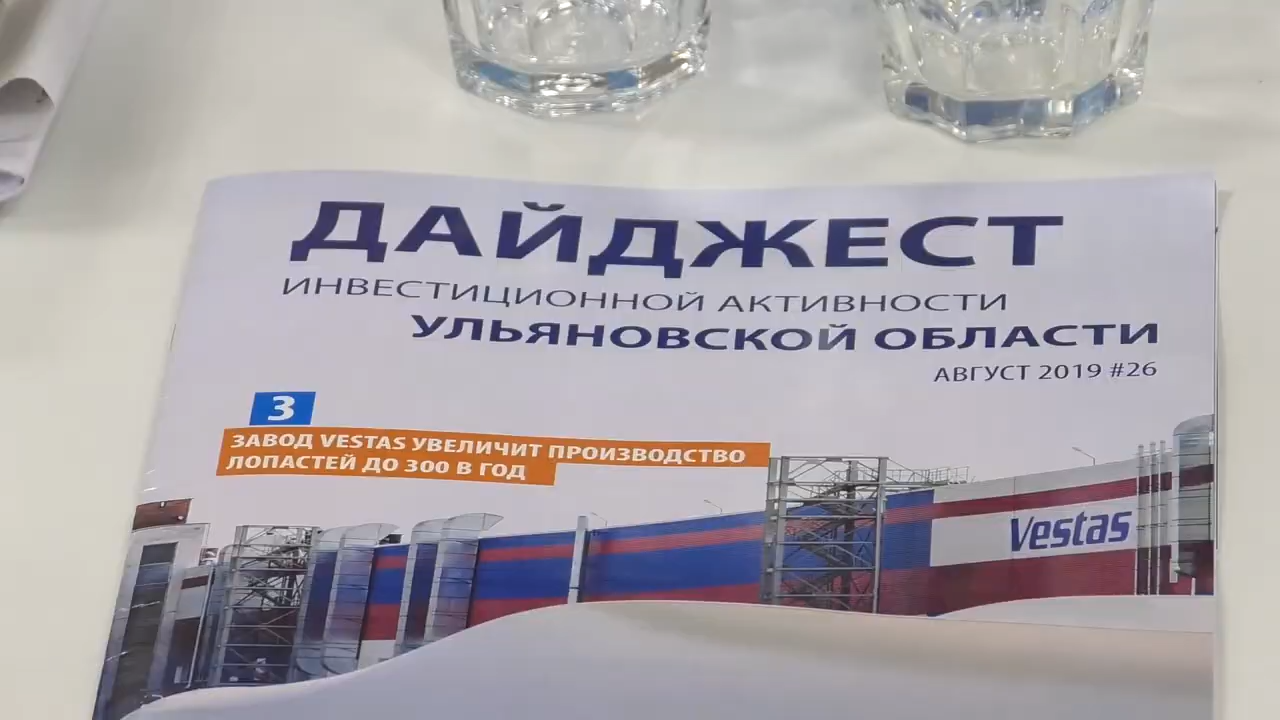 ДАЙДЖЕСТ
ИНВЕСТИЦИОННОЙ АКТИВНОСТИ
УЛЬЯНОВСКОЙ ОБЛАСТИ
АВГУСТ 2019 #26
3
ЗАВОД VESTAS УВЕЛИЧИТ ПРОИЗВОДСТВО
ЛОПАСТЕЙ ДО 300 В ГОД
Vestas